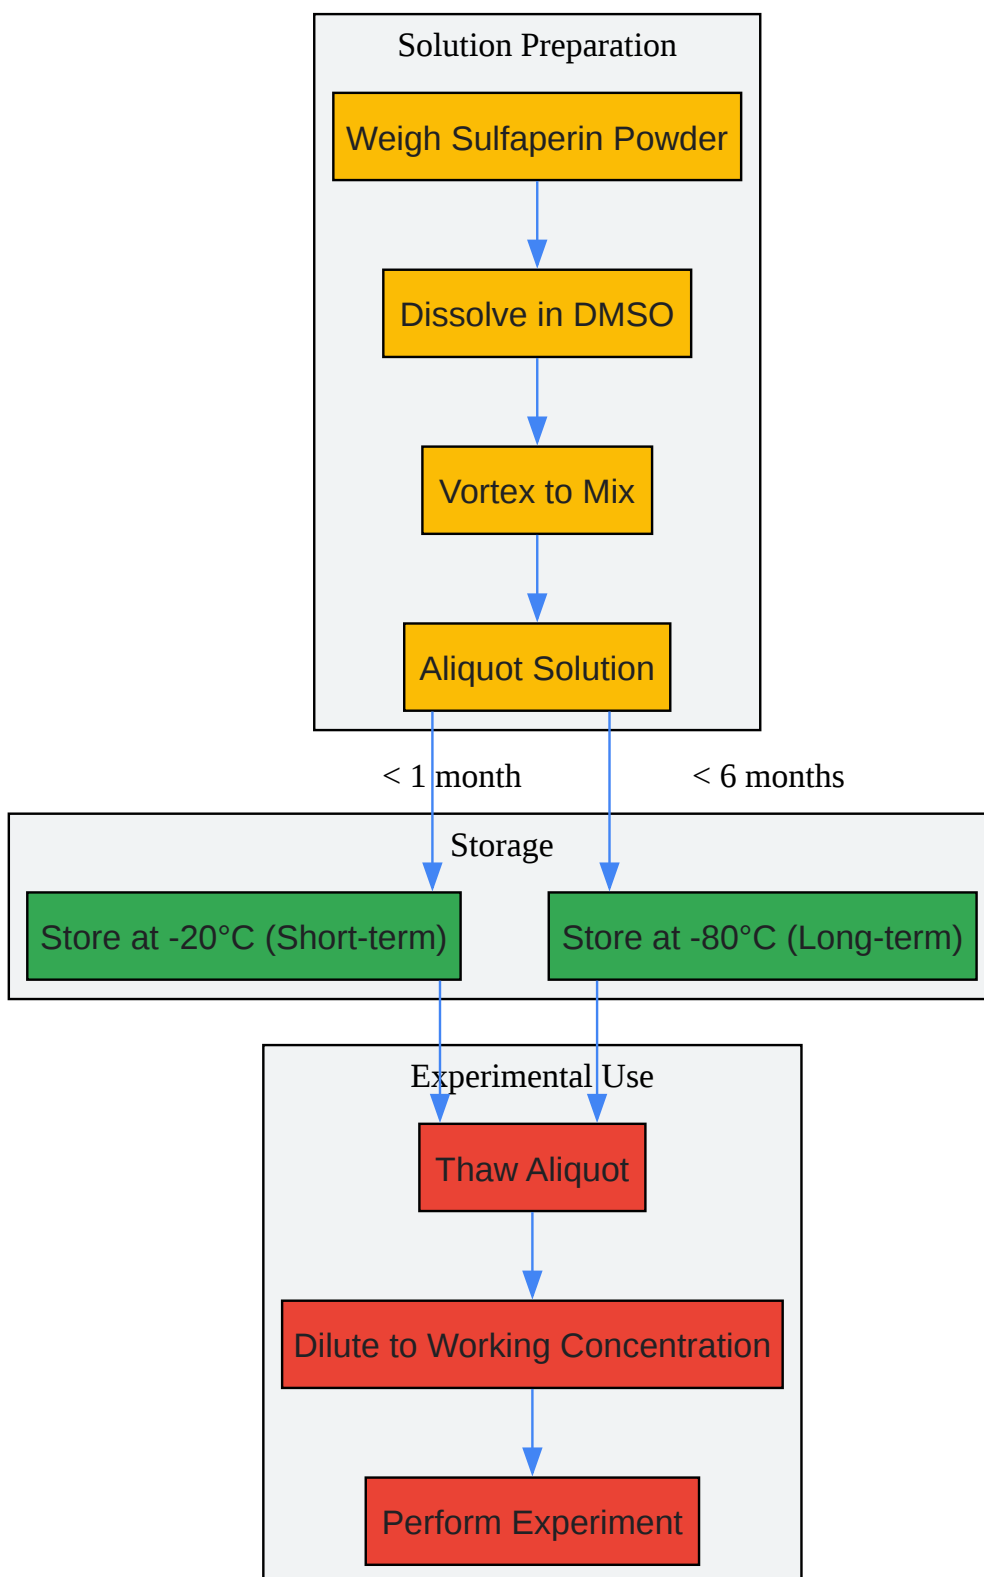 Solution Preparation
Weigh Sulfaperin Powder
Dissolve in DMSO
Vortex to Mix
Aliquot Solution
< 1 month
< 6 months
Storage
Store at -20°C (Short-term)
Store at -80°C (Long-term)
Experimental Use
Thaw Aliquot
Dilute to Working Concentration
Perform Experiment